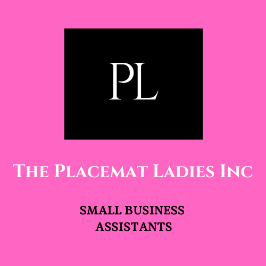 PL
The Placemat Ladies Inc
SMALL BUSINESS
ASSISTANTS